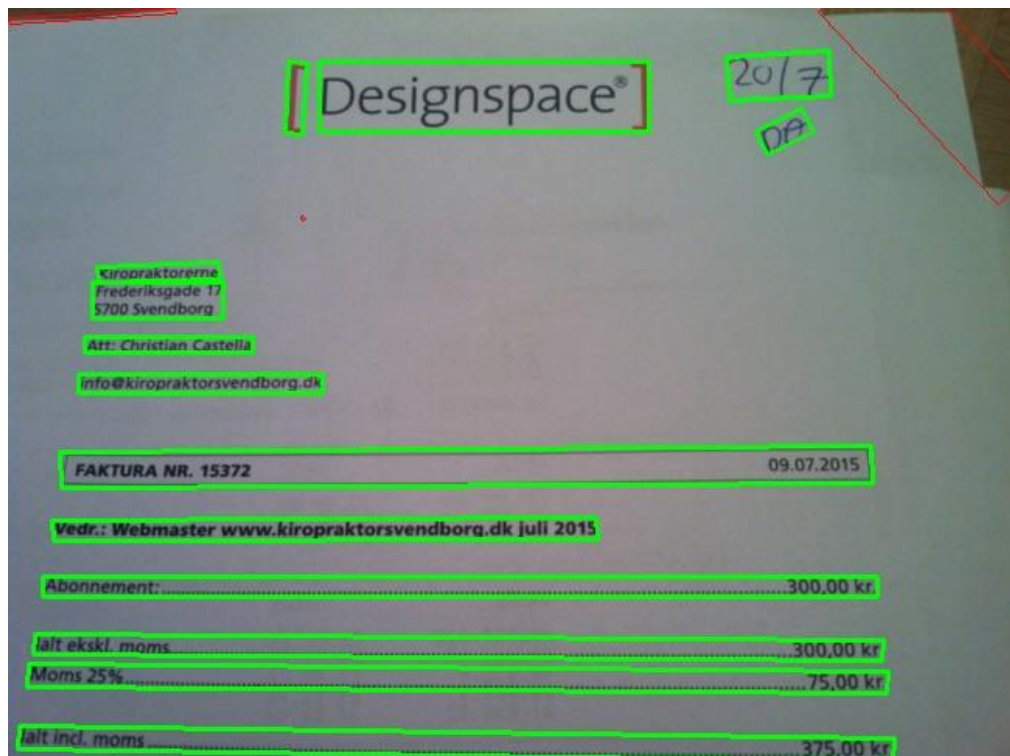 [Designspace®]
20/7
DA
Kiropraktorerne
Frederiksgade 17
5700 Svendborg
Att: Christian Castella
info@kiropraktorsvendborg.dk
FAKTURA NR. 15372 09.07.2015
Vedr.: Webmaster www.kiropraktorsvendborg.dk juli 2015
Abonnement: 300,00 kr.
Ialt ekskl. moms 300,00 kr
Moms 25% 75,00 kr
Ialt incl. moms 375,00 kr